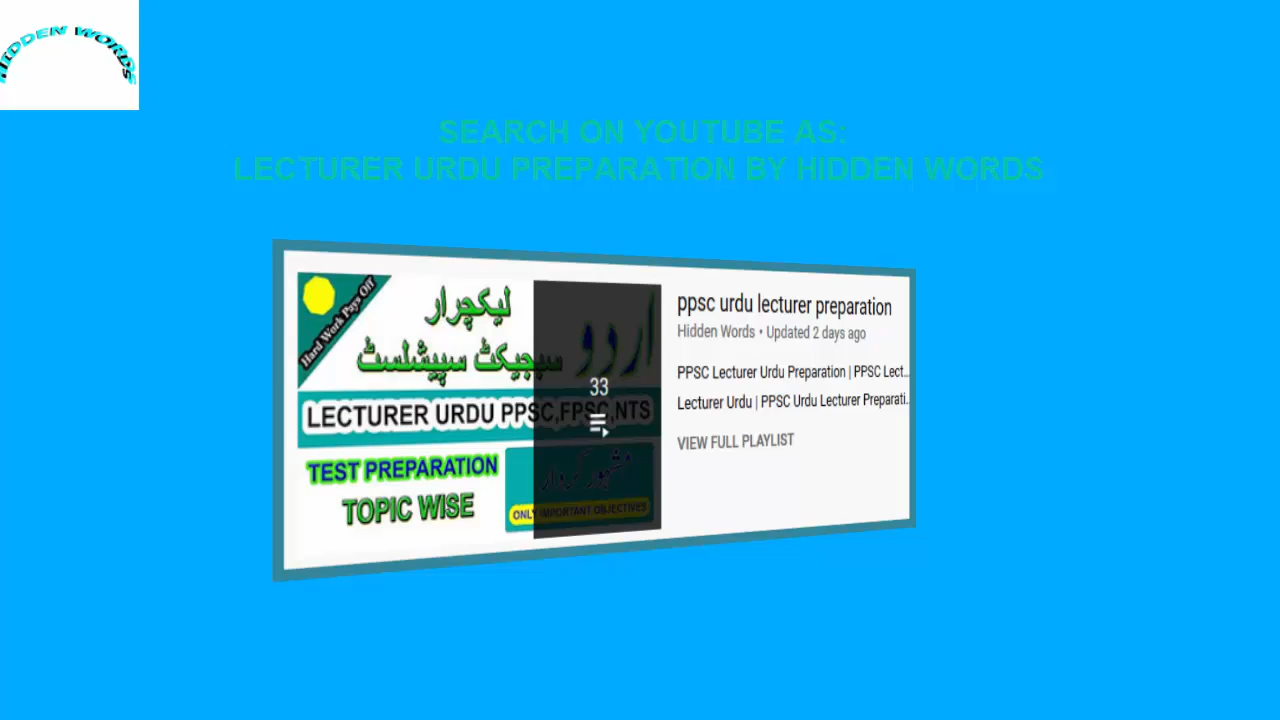 HIDDEN WORDS
SEARCH ON YOUTUBE AS:
LECTURER URDU PREPARATION BY HIDDEN WORDS
Hard Work Pays Off
لیکچرار
اردو
سبجیکٹ سپیشلسٹ
LECTURER URDU PPSC,FPSC,NTS
TEST PREPARATION
TOPIC WISE
مشہور کردار
ONLY IMPORTANT OBJECTIVES
33
ppsc urdu lecturer preparation
Hidden Words • Updated 2 days ago
PPSC Lecturer Urdu Preparation | PPSC Lect...
Lecturer Urdu | PPSC Urdu Lecturer Preparati..
VIEW FULL PLAYLIST